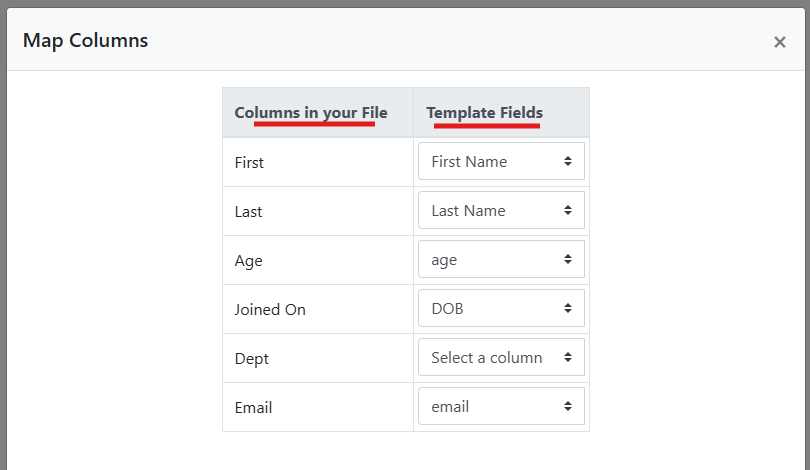 Map Columns
×
Columns in your File Template Fields
First First Name
Last Last Name
Age age
Joined On DOB
Dept Select a column
Email email